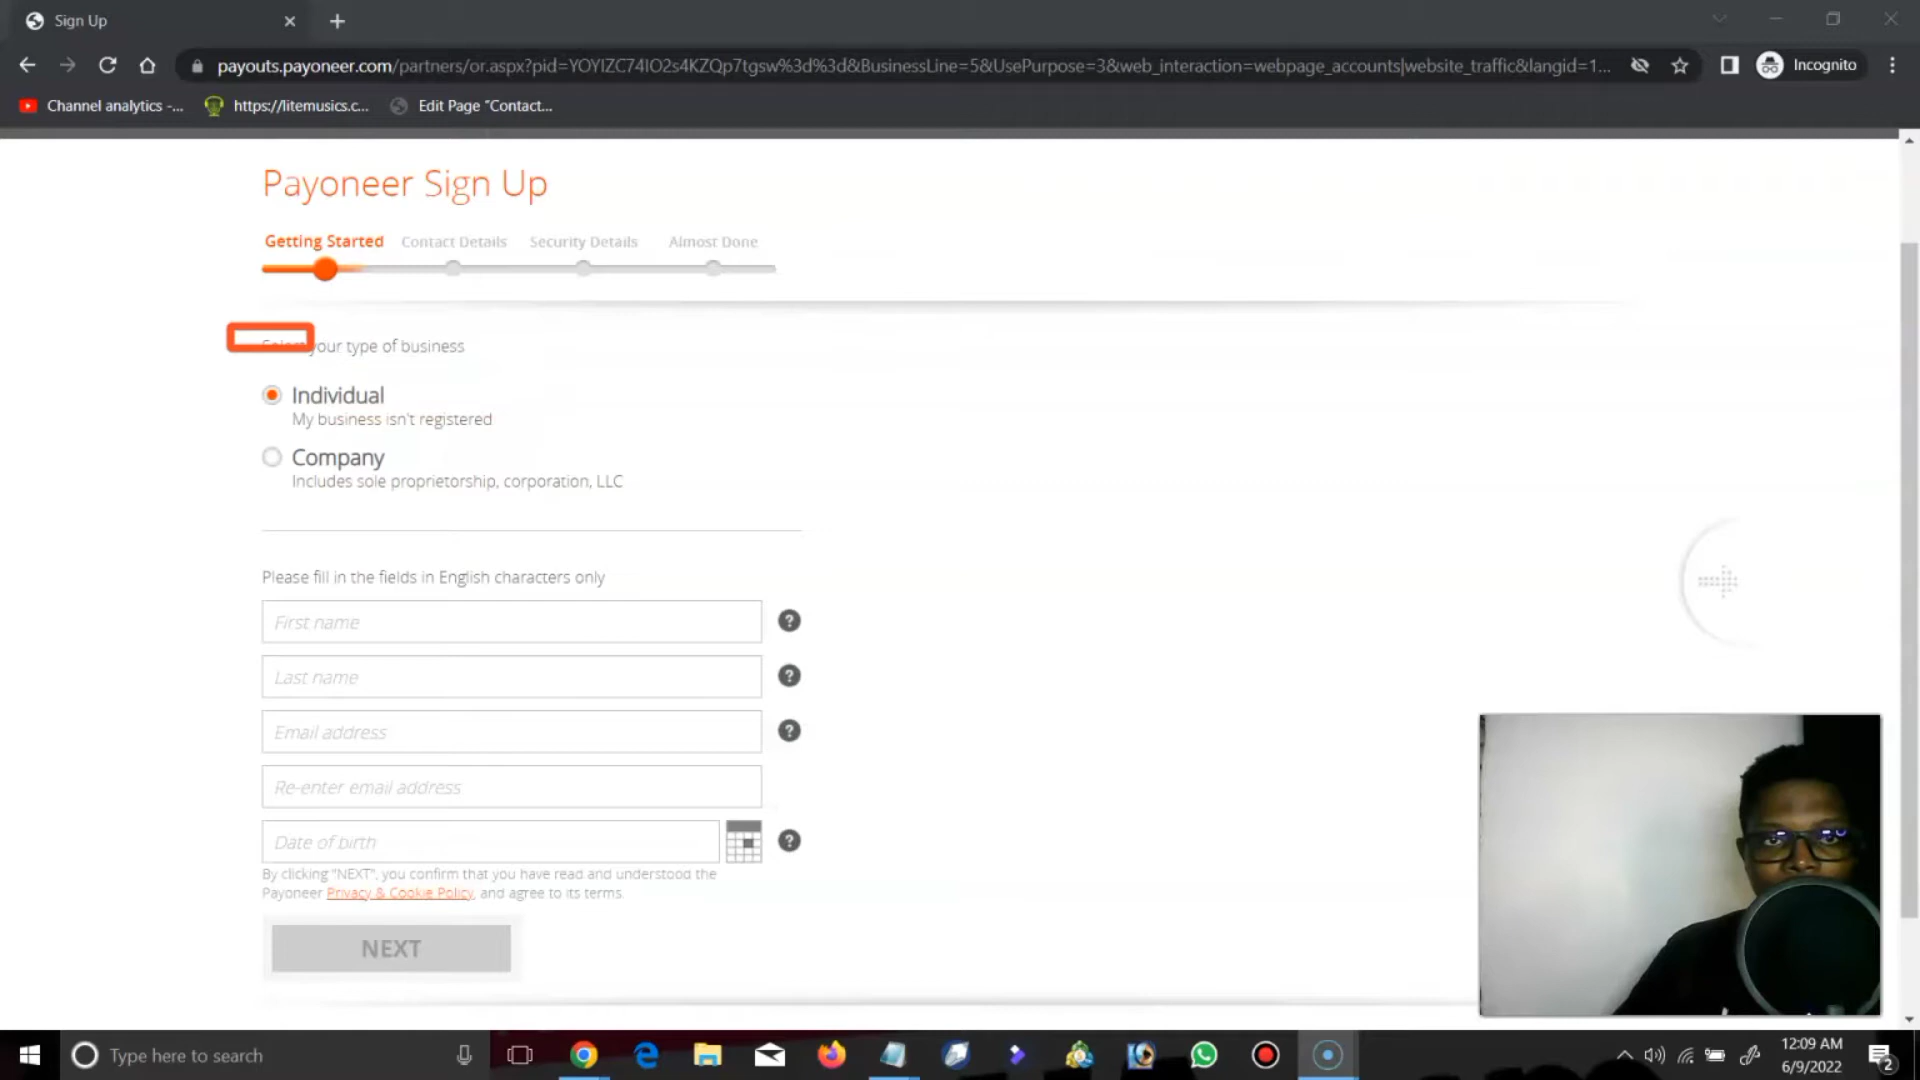 Sign Up
payouts.payoneer.com/partners/or.aspx?pid=YOYIZC74IO2s4KZQp7tgsw%3d%3d&BusinessLine=5&UsePurpose=3&web_interaction=webpage_accounts|website_traffic&langid=1...
Incognito
Channel analytics -...
https://litemusics.c...
Edit Page "Contact...
Payoneer Sign Up
Getting Started
Contact Details
Security Details
Almost Done
Select your type of business
Individual
My business isn't registered
Company
Includes sole proprietorship, corporation, LLC
Please fill in the fields in English characters only
First name
?
Last name
?
Email address
?
Re-enter email address
Date of birth
?
By clicking "NEXT", you confirm that you have read and understood the
Payoneer Privacy & Cookie Policy, and agree to its terms.
NEXT
Type here to search
12:09 AM
6/9/2022
2